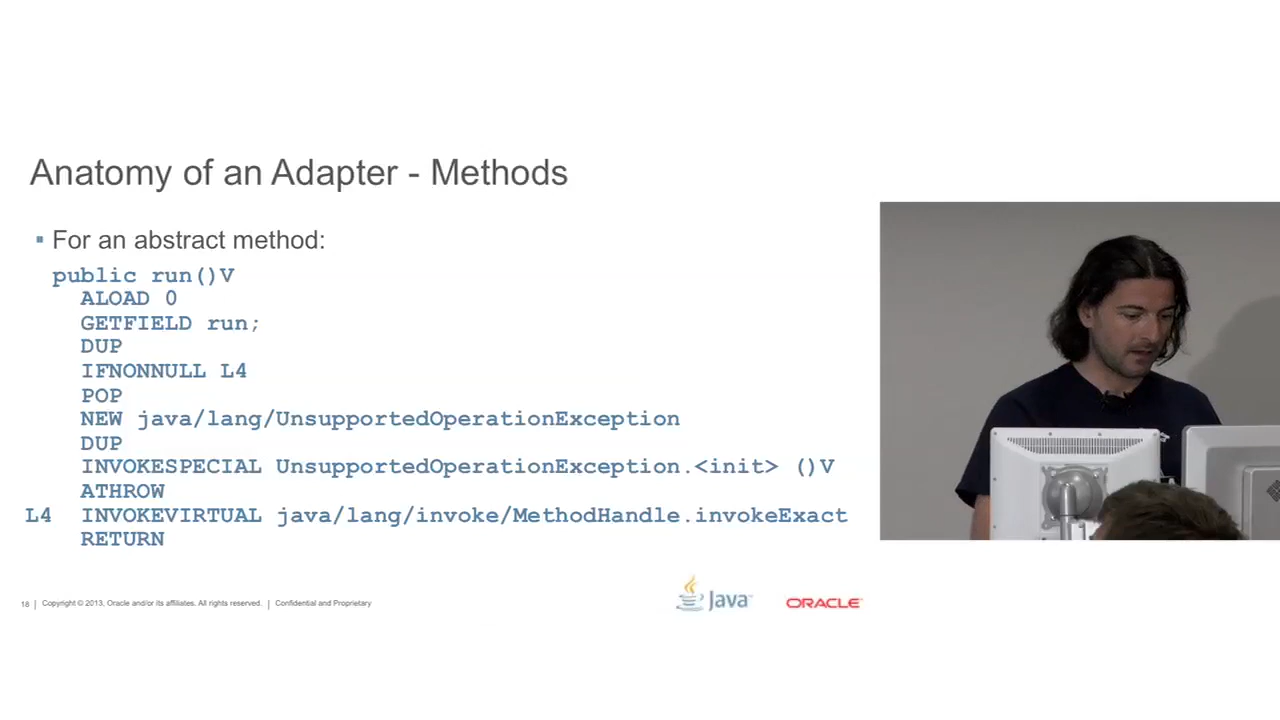 Anatomy of an Adapter - Methods
▪ For an abstract method:
public run()V
ALOAD 0
GETFIELD run;
DUP
IFNONNULL L4
POP
NEW java/lang/UnsupportedOperationException
DUP
INVOKESPECIAL UnsupportedOperationException.<init> ()V
ATHROW
L4 INVOKEVIRTUAL java/lang/invoke/MethodHandle.invokeExact
RETURN
18 | Copyright © 2013, Oracle and/or its affiliates. All rights reserved. | Confidential and Proprietary
Java™ ORACLE